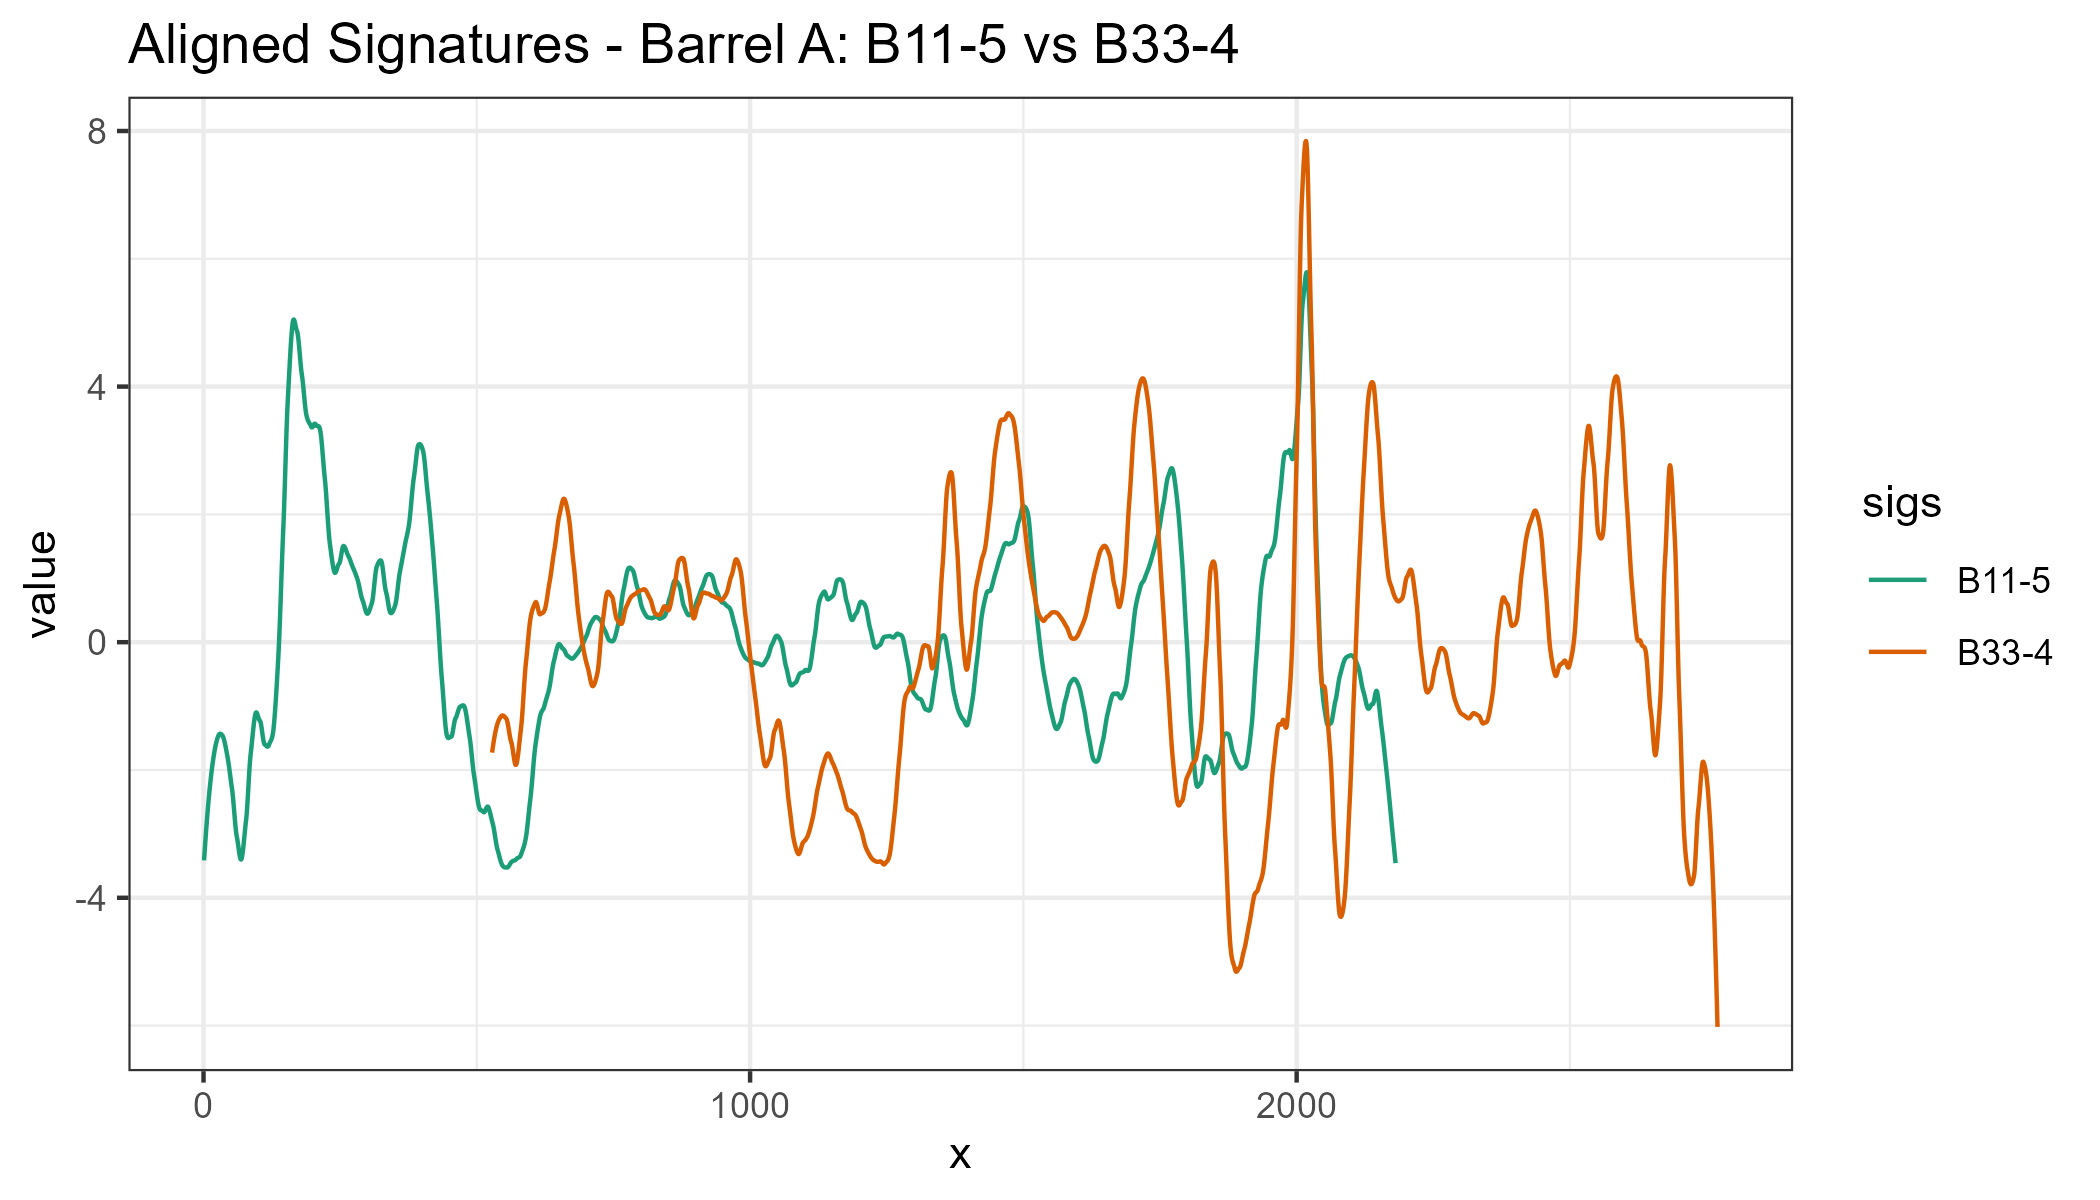 Aligned Signatures - Barrel A: B11-5 vs B33-4
8
4
0
-4
value
0 1000 2000
x
sigs
B11-5
B33-4